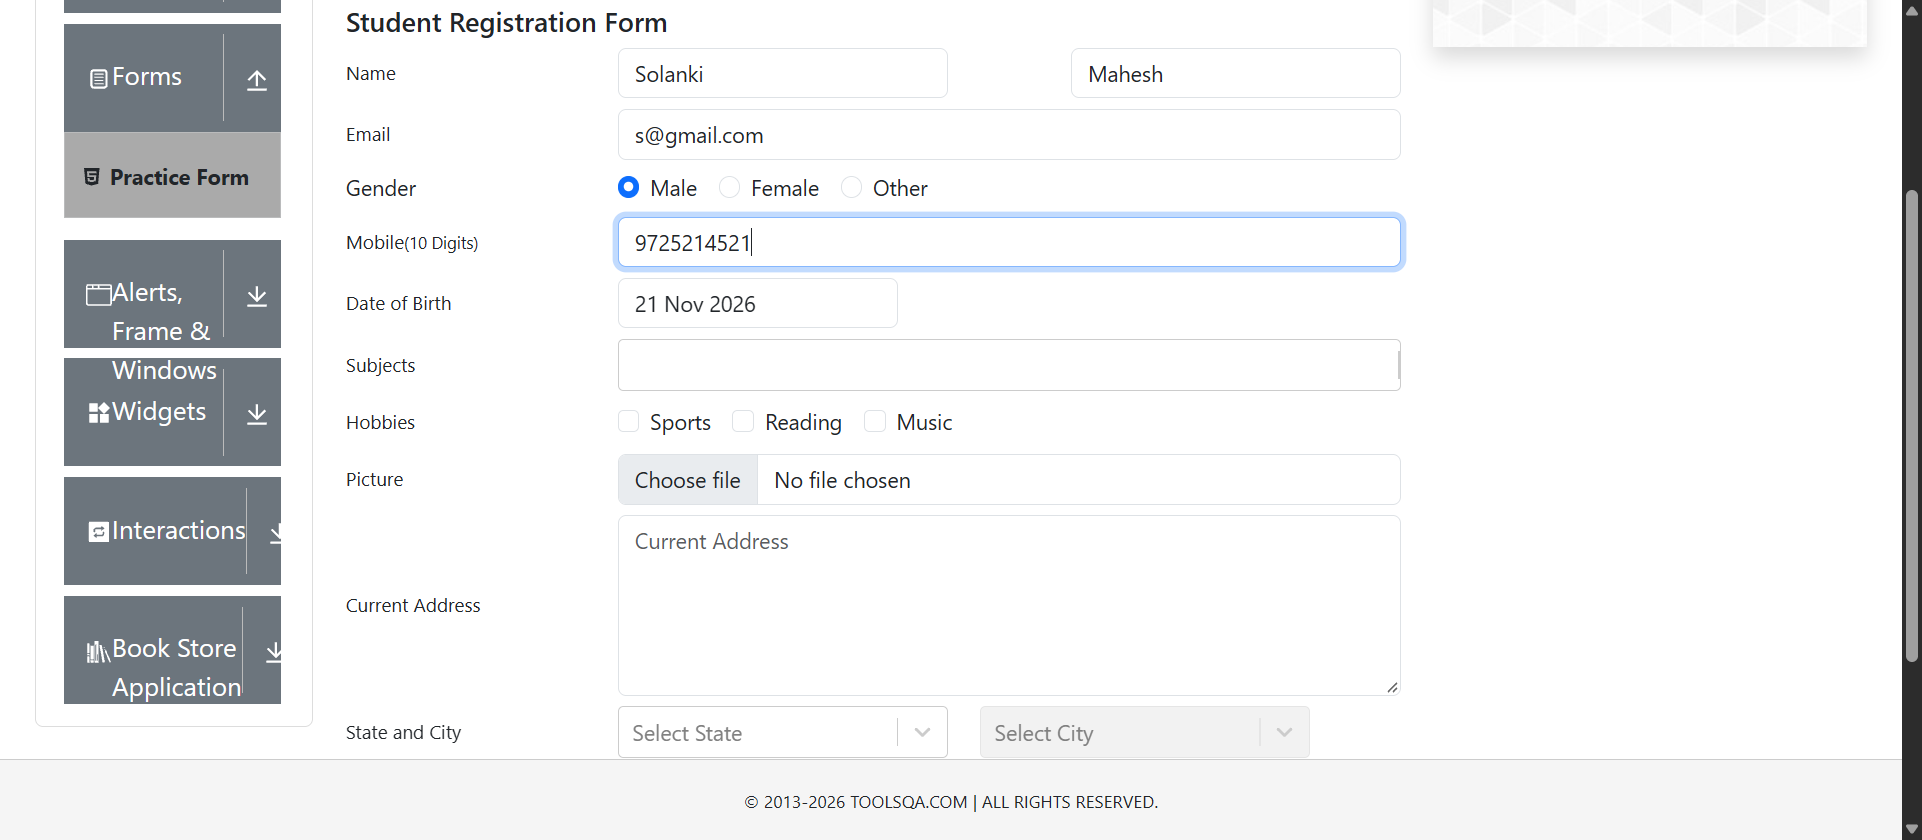 Forms
Practice Form
Alerts,
Frame &
Windows
Widgets
Interactions
Book Store
Application
Student Registration Form
Name
Solanki
Mahesh
Email
s@gmail.com
Gender
Male
Female
Other
Mobile(10 Digits)
9725214521
Date of Birth
21 Nov 2026
Subjects
Hobbies
Sports
Reading
Music
Picture
Choose file
No file chosen
Current Address
Current Address
State and City
Select State
Select City
© 2013-2026 TOOLSQA.COM | ALL RIGHTS RESERVED.